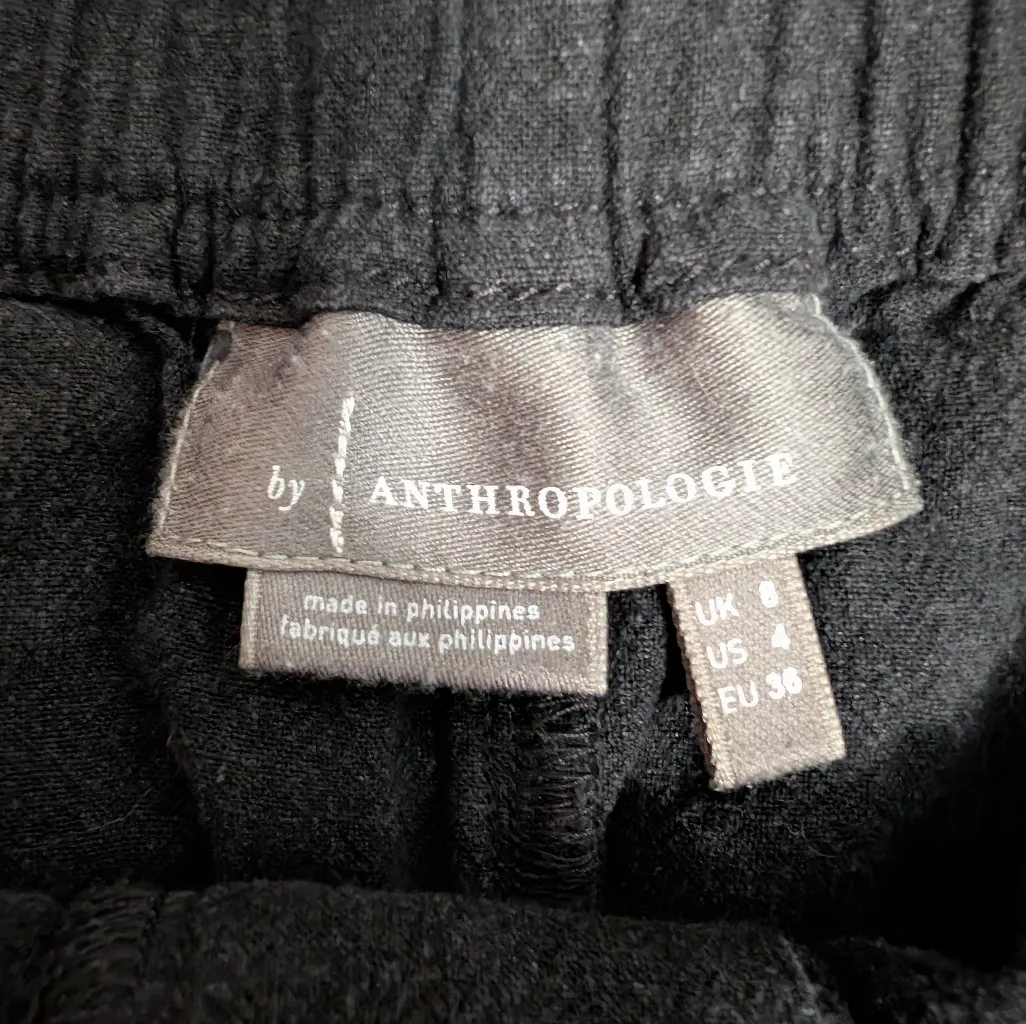 by ANTHROPOLOGIE
made in philippines
fabriqué aux philippines
UK 8
US 4
EU 36